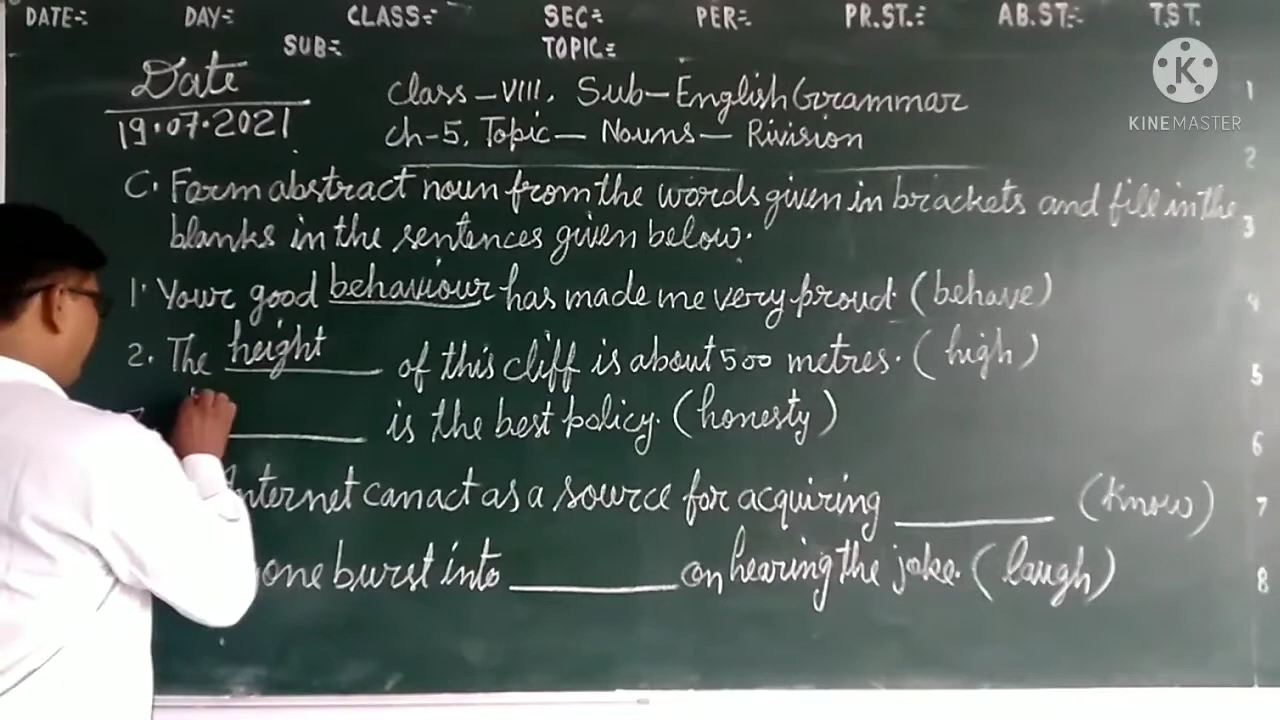 DATE:- DAY:- CLASS:- SEC:- PER:- PR.ST.:- AB.ST:- T.ST.
SUB:- TOPIC:-
KINEMASTER
Date
19.07.2021
Class-VIII. Sub-English Grammar
ch-5. Topic- Nouns- Rivision
C. Form abstract noun from the words given in brackets and fill in the
blanks in the sentences given below.
1. Your good behaviour has made me very proud. (behave)
2. The height of this cliff is about 500 metres. (high)
______ is the best policy. (honesty)
Internet can act as a source for acquiring ______ (know)
one burst into ______ on hearing the joke. (laugh)
1
2
3
4
5
6
7
8